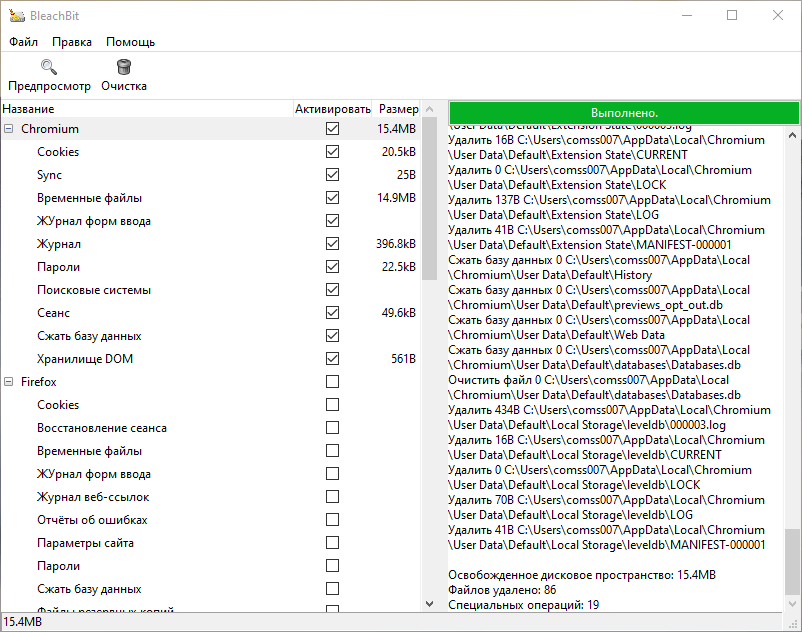 BleachBit
Файл Правка Помощь
Предпросмотр Очистка
Название Активировать Размер
Chromium 15.4MB
Cookies 20.5kB
Sync 25B
Временные файлы 14.9MB
ЖУрнал форм ввода
Журнал 396.8kB
Пароли 22.5kB
Поисковые системы
Сеанс 49.6kB
Сжать базу данных
Хранилище DOM 561B
Firefox
Cookies
Восстановление сеанса
Временные файлы
ЖУрнал форм ввода
Журнал веб-ссылок
Отчёты об ошибках
Параметры сайта
Пароли
Сжать базу данных
Файлы резервных копий
Выполнено.
\User Data\Default\Extension State\000003.log
Удалить 16B C:\Users\comss007\AppData\Local\Chromium
\User Data\Default\Extension State\CURRENT
Удалить 0 C:\Users\comss007\AppData\Local\Chromium
\User Data\Default\Extension State\LOCK
Удалить 137B C:\Users\comss007\AppData\Local\Chromium
\User Data\Default\Extension State\LOG
Удалить 41B C:\Users\comss007\AppData\Local\Chromium
\User Data\Default\Extension State\MANIFEST-000001
Сжать базу данных 0 C:\Users\comss007\AppData\Local
\Chromium\User Data\Default\History
Сжать базу данных 0 C:\Users\comss007\AppData\Local
\Chromium\User Data\Default\previews_opt_out.db
Сжать базу данных 0 C:\Users\comss007\AppData\Local
\Chromium\User Data\Default\Web Data
Сжать базу данных 0 C:\Users\comss007\AppData\Local
\Chromium\User Data\Default\databases\Databases.db
Очистить файл 0 C:\Users\comss007\AppData\Local
\Chromium\User Data\Default\databases\Databases.db
Удалить 434B C:\Users\comss007\AppData\Local\Chromium
\User Data\Default\Local Storage\leveldb\000003.log
Удалить 16B C:\Users\comss007\AppData\Local\Chromium
\User Data\Default\Local Storage\leveldb\CURRENT
Удалить 0 C:\Users\comss007\AppData\Local\Chromium
\User Data\Default\Local Storage\leveldb\LOCK
Удалить 70B C:\Users\comss007\AppData\Local\Chromium
\User Data\Default\Local Storage\leveldb\LOG
Удалить 41B C:\Users\comss007\AppData\Local\Chromium
\User Data\Default\Local Storage\leveldb\MANIFEST-000001
Освобожденное дисковое пространство: 15.4MB
Файлов удалено: 86
Специальных операций: 19
15.4MB